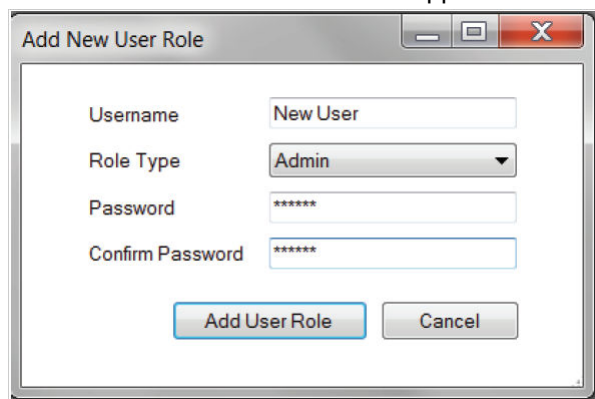 Add New User Role
Username New User
Role Type Admin
Password ******
Confirm Password ******
Add User Role Cancel